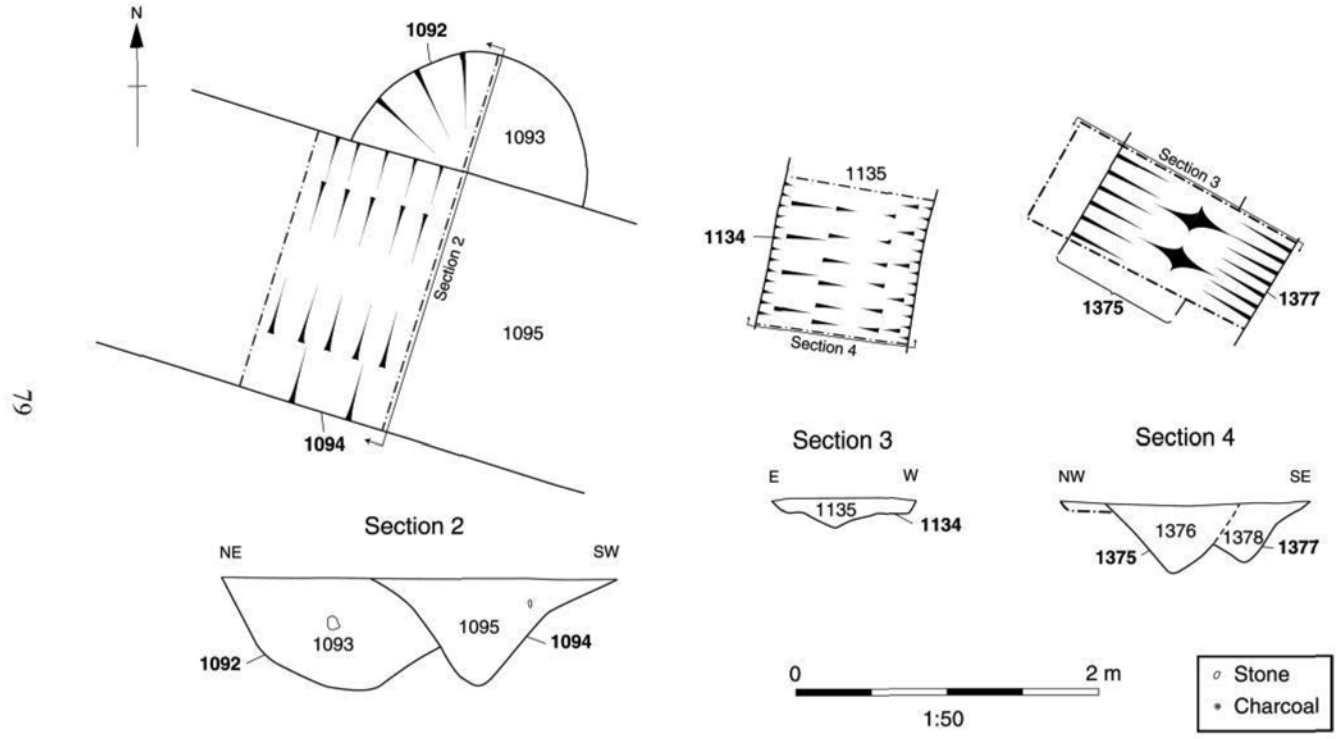 N
1092
1093
Section 2
1095
1094
1135
1134
Section 4
Section 3
1375
1377
79
Section 2
NE
SW
1093
1095
1092
1094
Section 3
E
W
1135
1134
Section 4
NW
SE
1376
1378
1375
1377
0
2 m
1:50
Stone
Charcoal